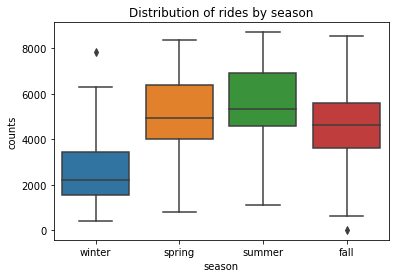 Distribution of rides by season
counts
8000
6000
4000
2000
0
winter spring summer fall
season